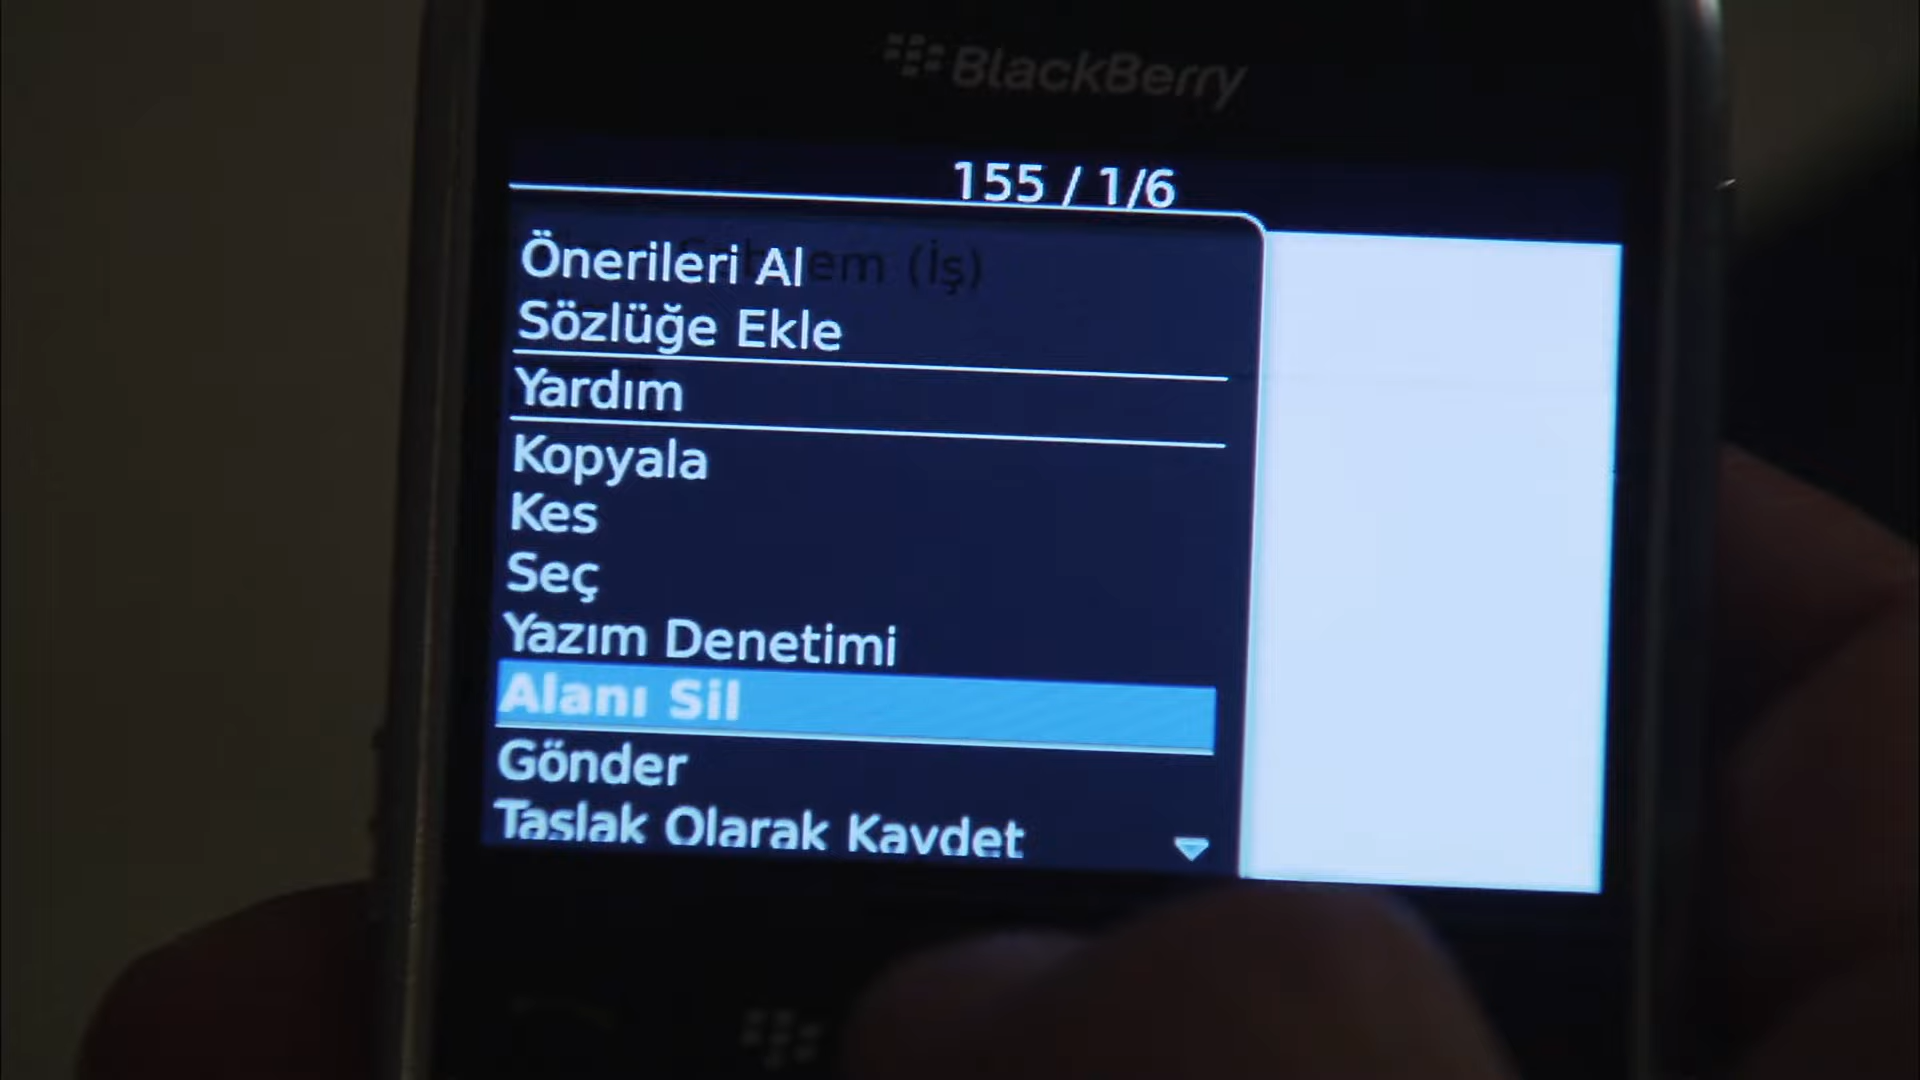 BlackBerry
155 / 1/6
(İş)
Önerileri Al
Sözlüğe Ekle
Yardım
Kopyala
Kes
Seç
Yazım Denetimi
Alanı Sil
Gönder
Taslak Olarak Kaydet